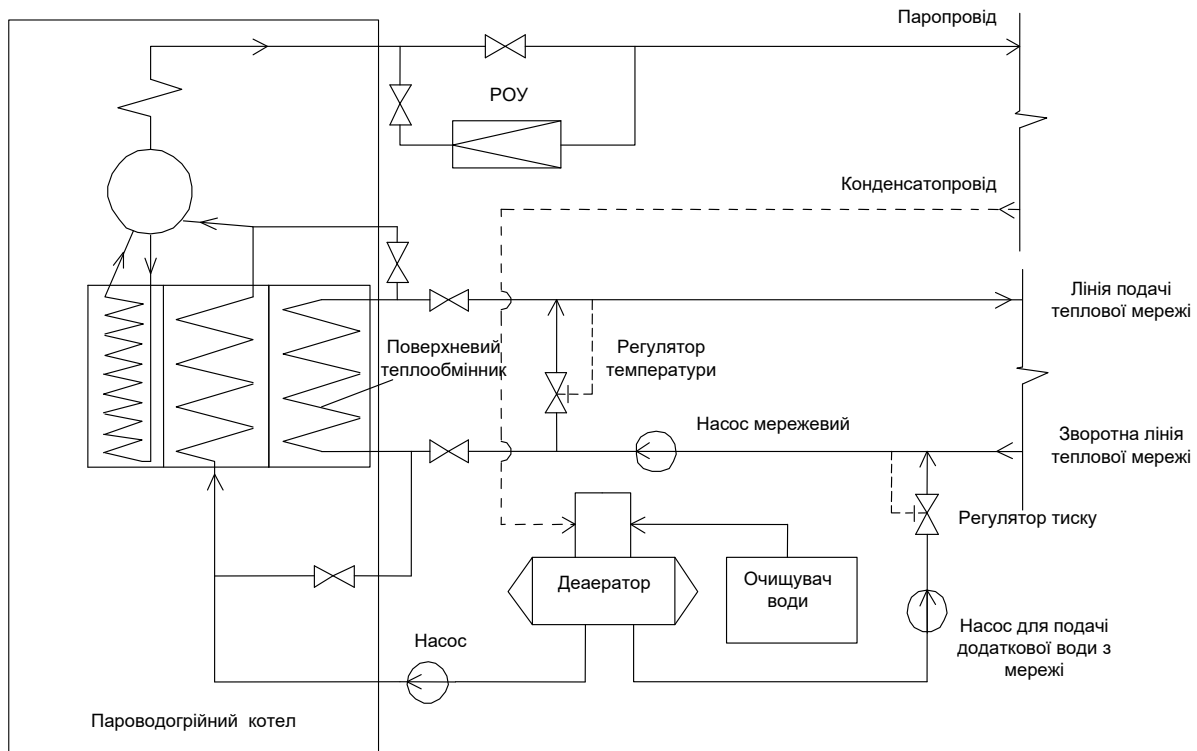 Паропровід
РОУ
Конденсатопровід
Лінія подачі
теплової мережі
Поверхневий
теплообмінник
Регулятор
температури
Насос мережевий
Зворотна лінія
теплової мережі
Регулятор тиску
Деаератор
Очищувач
води
Насос для подачі
додаткової води з
мережі
Насос
Пароводогрійний котел